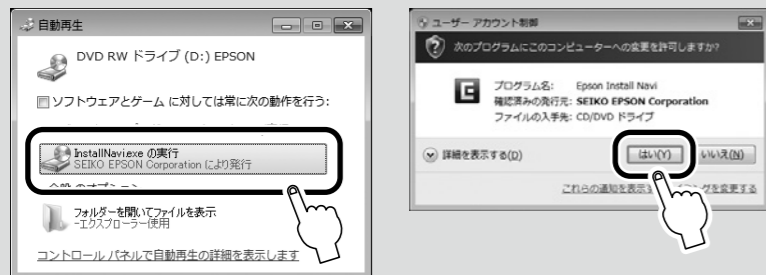 自動再生
DVD RW ドライブ (D:) EPSON
ソフトウェアとゲーム に対しては常に次の動作を行う:
InstallNavi.exe の実行
SEIKO EPSON Corporation により発行
フォルダーを開いてファイルを表示
-エクスプローラー使用
コントロール パネルで自動再生の詳細を表示します
ユーザー アカウント制御
次のプログラムにこのコンピューターへの変更を許可しますか?
プログラム名: Epson Install Navi
確認済みの発行元: SEIKO EPSON Corporation
ファイルの入手先: CD/DVD ドライブ
詳細を表示する(D)
はい(Y)
いいえ(N)
これらの通知を表示 を変更する